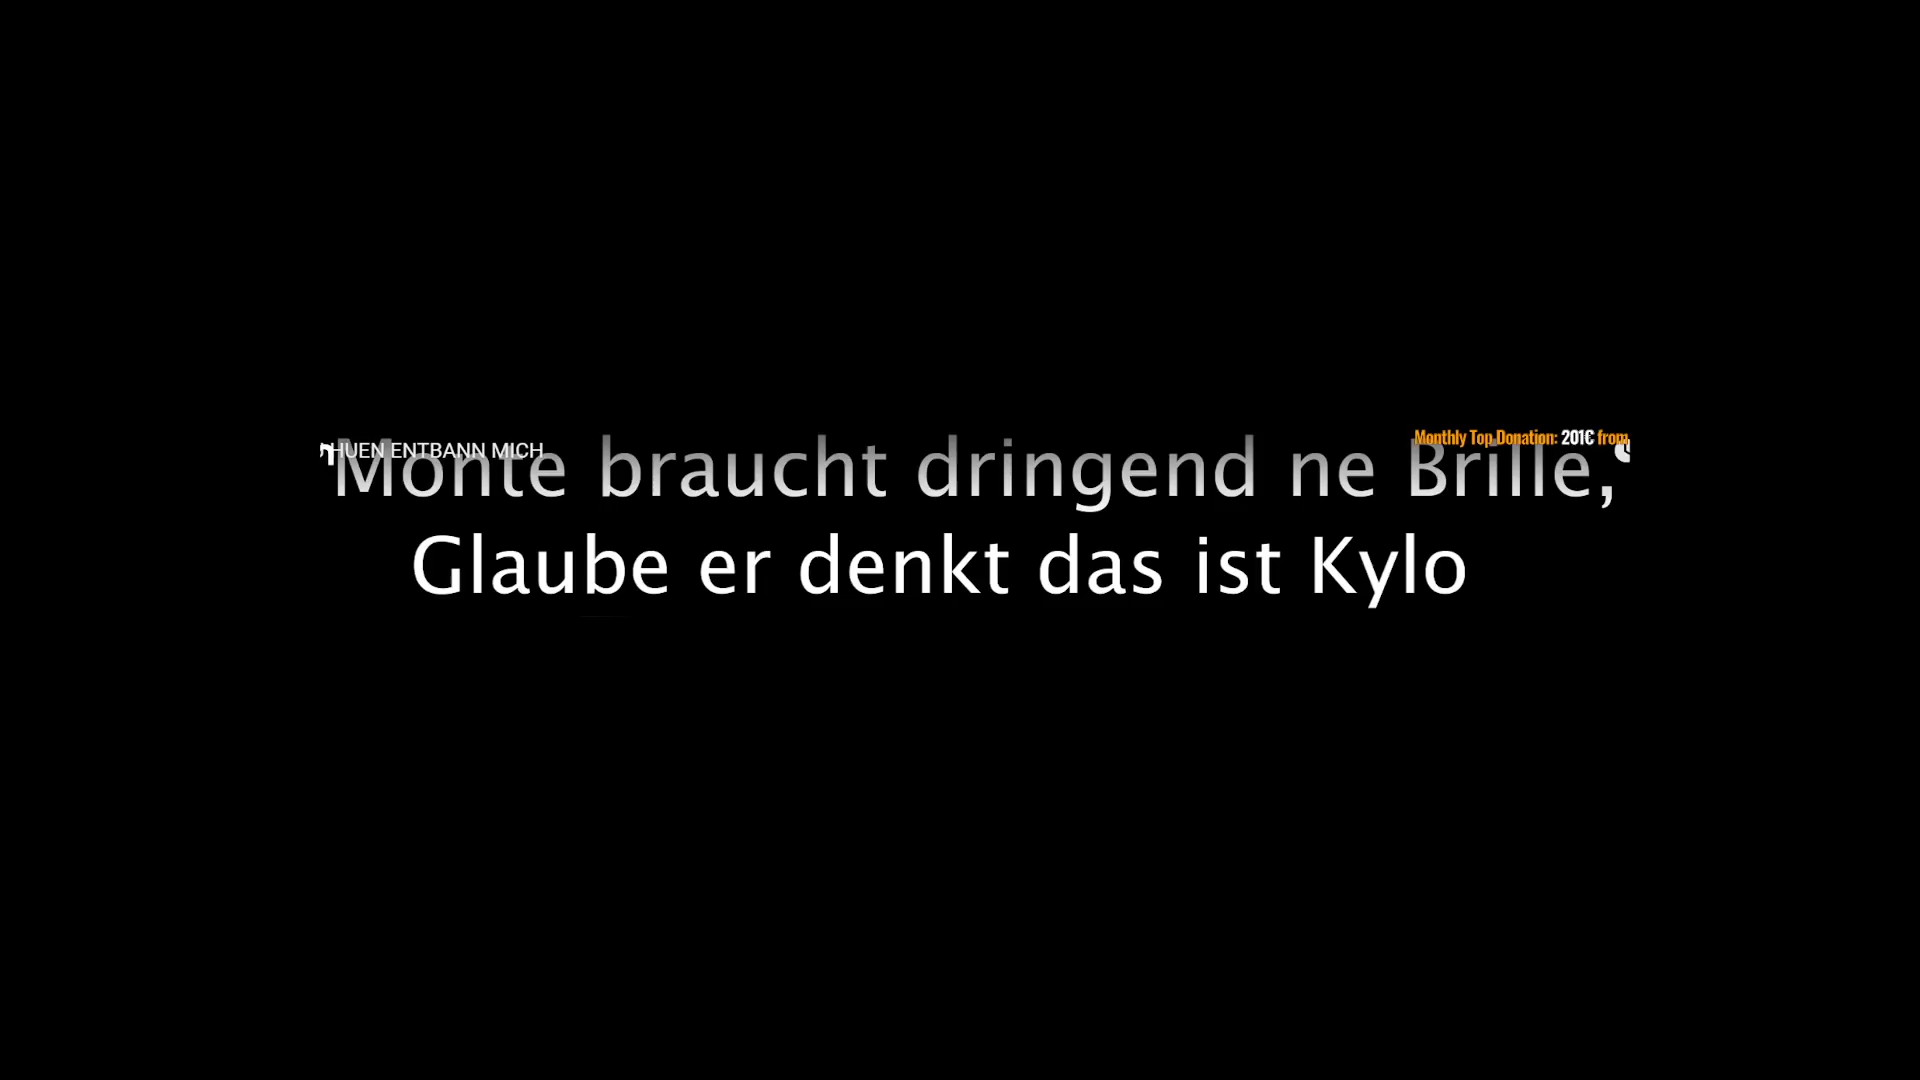 HUEN ENTBANN MICH
Monthly Top Donation: 201€ from
Monte braucht dringend ne Brille,
Glaube er denkt das ist Kylo